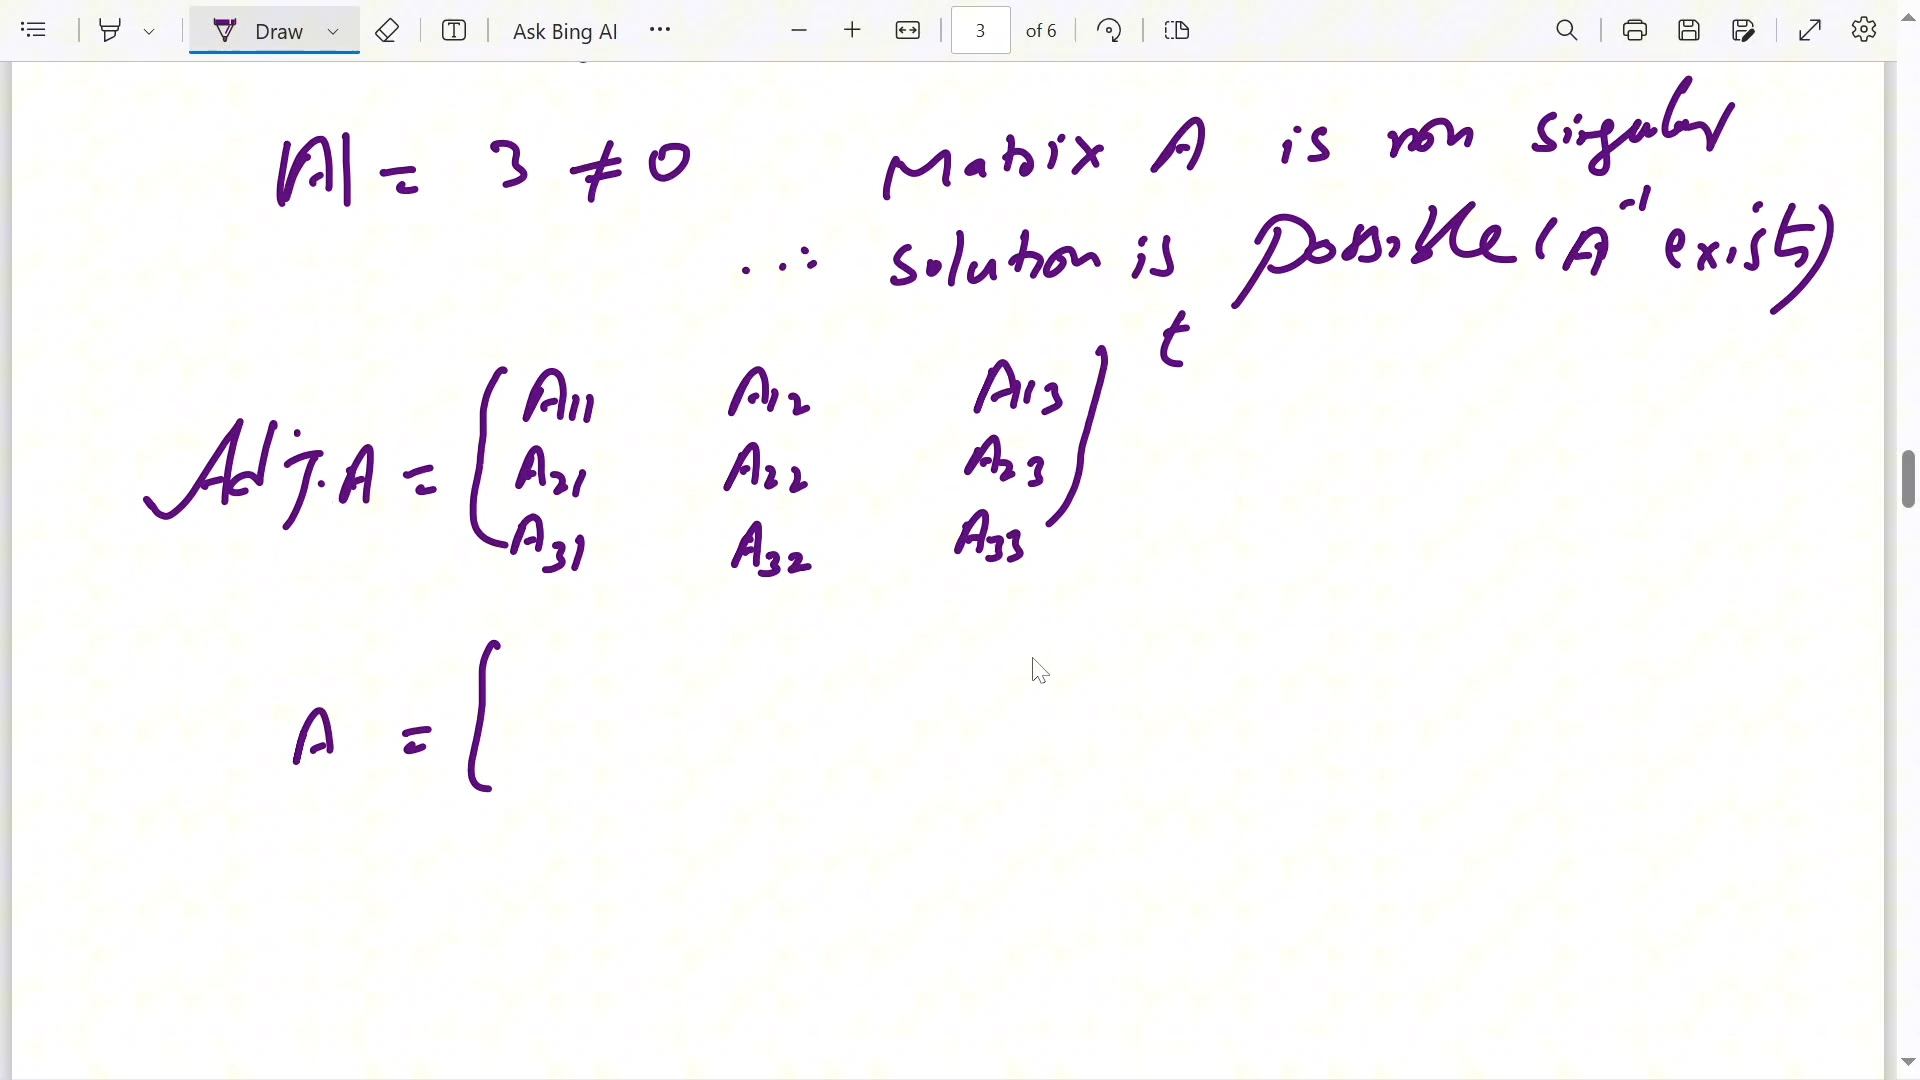 Draw Ask Bing AI 3 of 6
|A| = 3 ≠ 0 Matrix A is non singular
∴ solution is possible (A⁻¹ exist)
Adj. A = ( A11 A12 A13 ) t
A21 A22 A23
A31 A32 A33
A = [